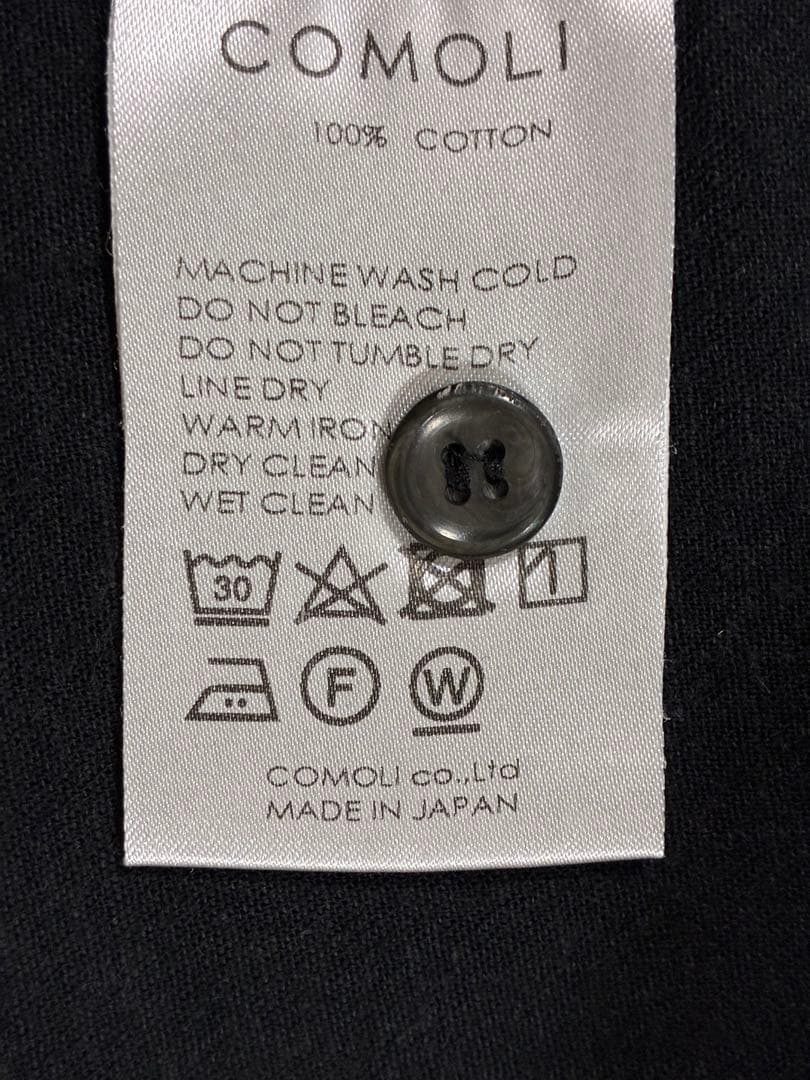 COMOLI
100% COTTON
MACHINE WASH COLD
DO NOT BLEACH
DO NOT TUMBLE DRY
LINE DRY
WARM IRON
DRY CLEAN
WET CLEAN
30
F W
COMOLI co.,Ltd
MADE IN JAPAN